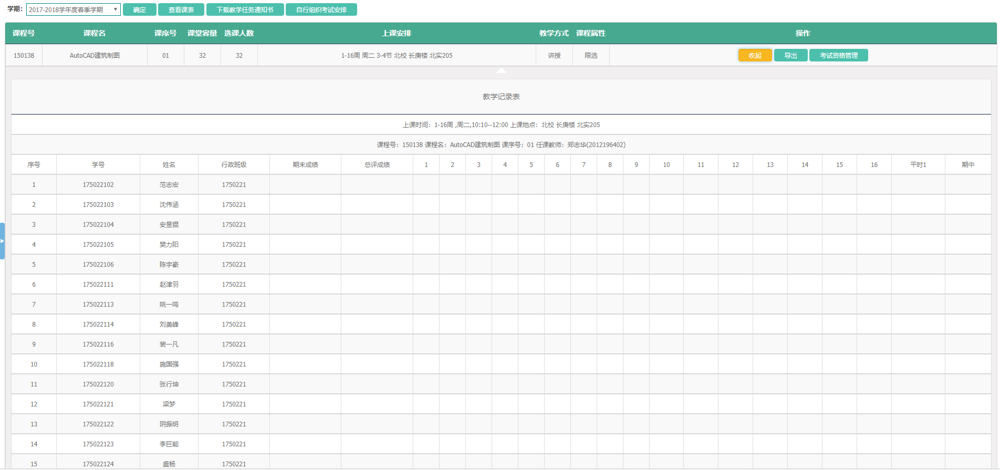 学期： 2017-2018学年度春季学期 确定 查看课表 下载教学任务通知书 自行组织考试安排
课程号 课程名 课序号 课堂容量 选课人数 上课安排 教学方式 课程属性 操作
150138 AutoCAD建筑制图 01 32 32 1-16周 周二 3-4节 北校 长庚楼 北实205 讲授 限选 收起 导出 考试资格管理
教学记录表
上课时间：1-16周 ,周二,10:10--12:00 上课地点：北校 长庚楼 北实205
课程号：150138 课程名：AutoCAD建筑制图 课序号：01 任课教师：郑志华(2012196402)
序号 学号 姓名 行政班级 期末成绩 总评成绩 1 2 3 4 5 6 7 8 9 10 11 12 13 14 15 16 平时1 期中
1 175022102 范志宏 1750221
2 175022103 沈伟涵 1750221
3 175022104 安昱锟 1750221
4 175022105 樊力阳 1750221
5 175022106 陈宇豪 1750221
6 175022111 赵津羽 1750221
7 175022113 姚一鸣 1750221
8 175022114 刘美峰 1750221
9 175022116 裴一凡 1750221
10 175022118 施国强 1750221
11 175022120 张行坤 1750221
12 175022121 梁梦 1750221
13 175022122 阴振明 1750221
14 175022123 李巨能 1750221
15 175022124 盛杨 1750221